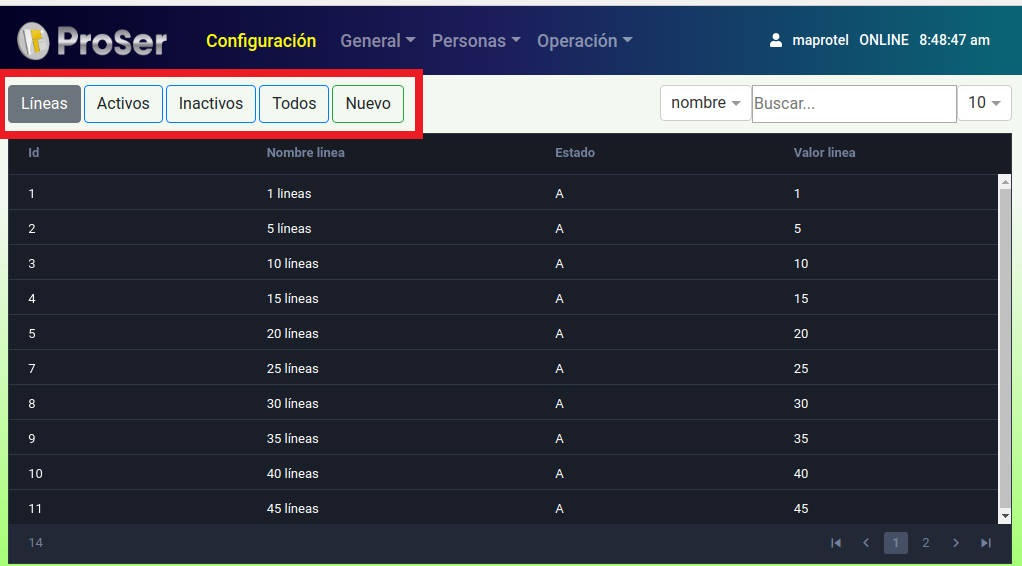 ProSer Configuración General Personas Operación maprotel ONLINE 8:48:47 am
Líneas Activos Inactivos Todos Nuevo nombre Buscar... 10
Id Nombre linea Estado Valor linea
1 1 lineas A 1
2 5 líneas A 5
3 10 líneas A 10
4 15 líneas A 15
5 20 líneas A 20
7 25 líneas A 25
8 30 líneas A 30
9 35 líneas A 35
10 40 líneas A 40
11 45 líneas A 45
14 1 2